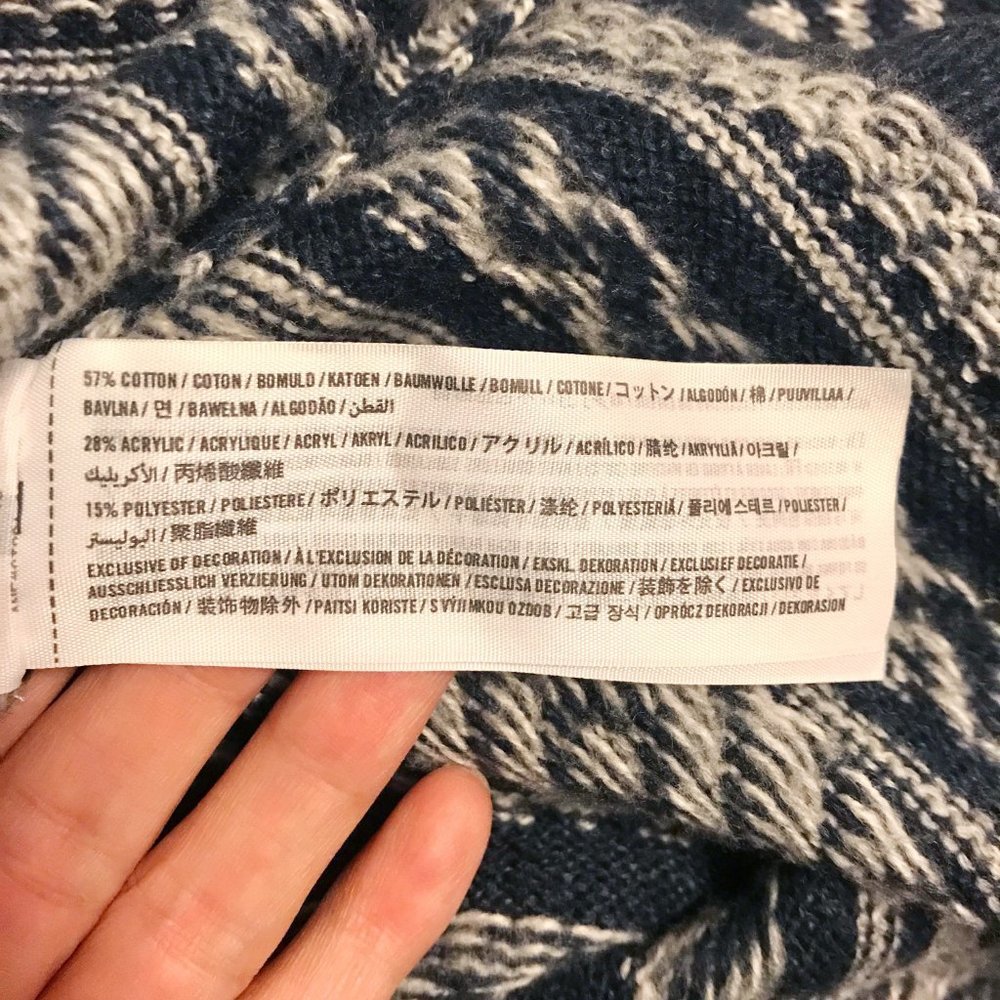 57% COTTON / COTON / BOMULD / KATOEN / BAUMWOLLE / BOMULL / COTONE / コットン / ALGODÓN / 棉 / PUUVILLAA /
BAVLNA / 면 / BAWEŁNA / ALGODÃO / القطن
28% ACRYLIC / ACRYLIQUE / ACRYL / AKRYL / ACRILICO / アクリル / ACRÍLICO / 腈纶 / AKRYYLIÄ / 아크릴 /
الأكريليك / 丙烯酸纖維
15% POLYESTER / POLIESTERE / ポリエステル / POLIÉSTER / 涤纶 / POLYESTERIÄ / 폴리에스테르 / POLIESTER /
البوليستر / 聚脂纖維
EXCLUSIVE OF DECORATION / À L'EXCLUSION DE LA DÉCORATION / EKSKL. DEKORATION / EXCLUSIEF DECORATIE /
AUSSCHLIESSLICH VERZIERUNG / UTOM DEKORATIONEN / ESCLUSA DECORAZIONE / 装飾を除く / EXCLUSIVO DE
DECORACIÓN / 装饰物除外 / PAITSI KORISTE / S VÝJIMKOU OZDOB / 고급 장식 / OPRÓCZ DEKORACJI / DEKORASION